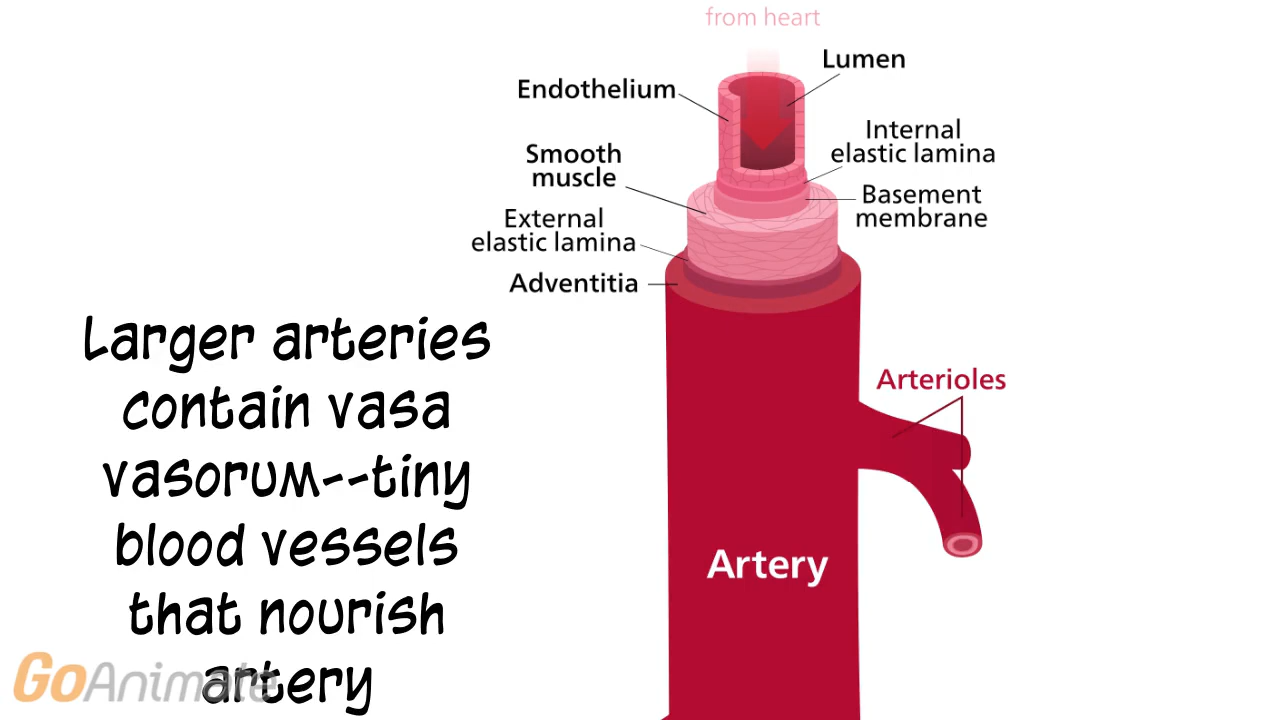 from heart
Lumen
Endothelium
Internal
elastic lamina
Smooth
muscle
Basement
membrane
External
elastic lamina
Adventitia
Larger arteries
contain vasa
vasorum--tiny
blood vessels
that nourish
artery
Arterioles
Artery
GoAnimate